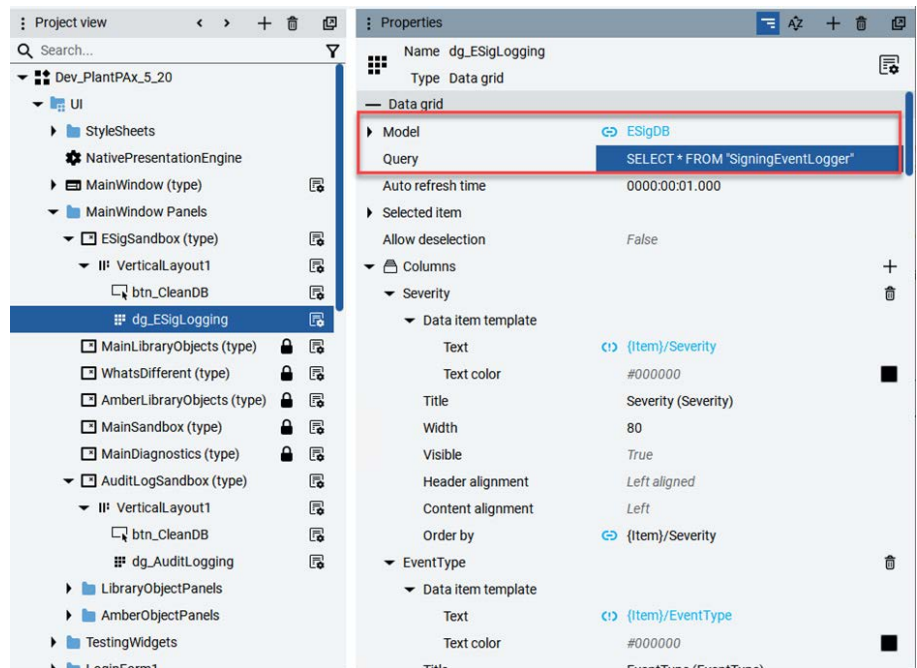 Project view
Search...
Dev_PlantPAx_5_20
UI
StyleSheets
NativePresentationEngine
MainWindow (type)
MainWindow Panels
ESigSandbox (type)
VerticalLayout1
btn_CleanDB
dg_ESigLogging
MainLibraryObjects (type)
WhatsDifferent (type)
AmberLibraryObjects (type)
MainSandbox (type)
MainDiagnostics (type)
AuditLogSandbox (type)
VerticalLayout1
btn_CleanDB
dg_AuditLogging
LibraryObjectPanels
AmberObjectPanels
TestingWidgets
LoginForm1
Properties
Name dg_ESigLogging
Type Data grid
Data grid
Model ESigDB
Query SELECT * FROM "SigningEventLogger"
Auto refresh time 0000:00:01.000
Selected item
Allow deselection False
Columns
Severity
Data item template
Text {Item}/Severity
Text color #000000
Title Severity (Severity)
Width 80
Visible True
Header alignment Left aligned
Content alignment Left
Order by {Item}/Severity
EventType
Data item template
Text {Item}/EventType
Text color #000000
Title EventType (EventType)